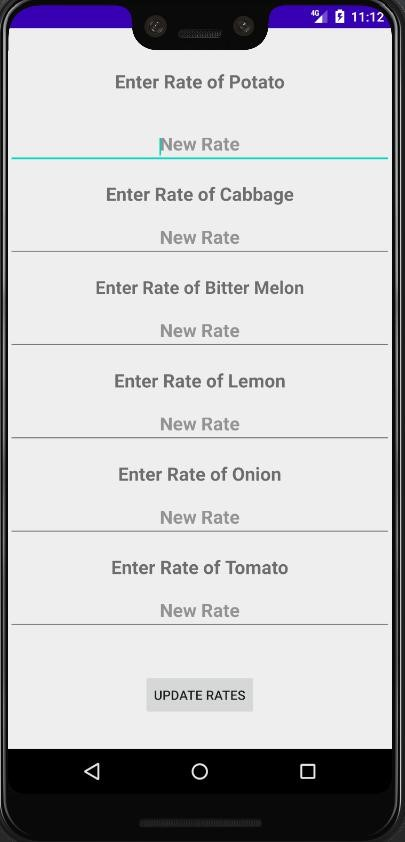 4G 11:12
Enter Rate of Potato
New Rate
Enter Rate of Cabbage
New Rate
Enter Rate of Bitter Melon
New Rate
Enter Rate of Lemon
New Rate
Enter Rate of Onion
New Rate
Enter Rate of Tomato
New Rate
UPDATE RATES